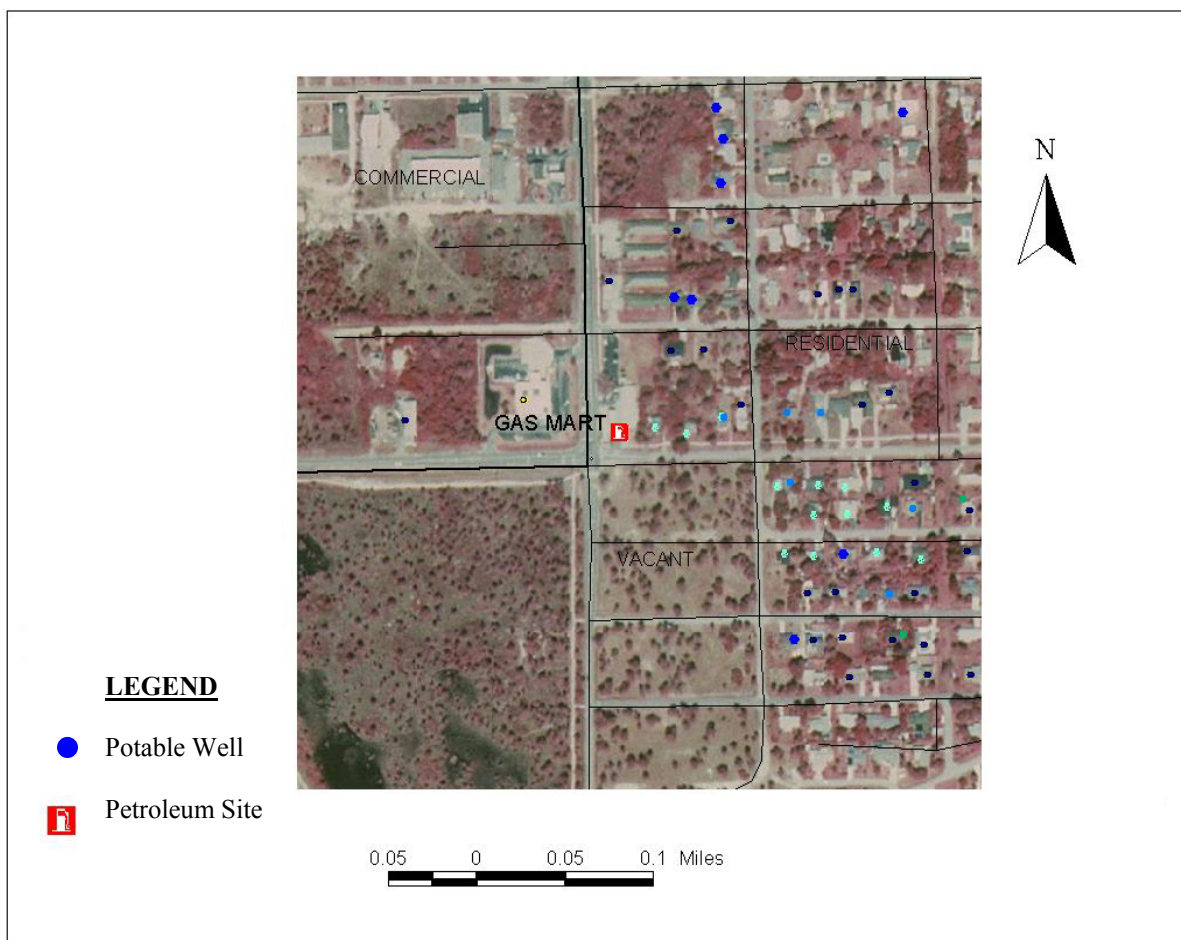 N
COMMERCIAL
RESIDENTIAL
GAS MART
VACANT
LEGEND
Potable Well
Petroleum Site
0.05 0 0.05 0.1 Miles